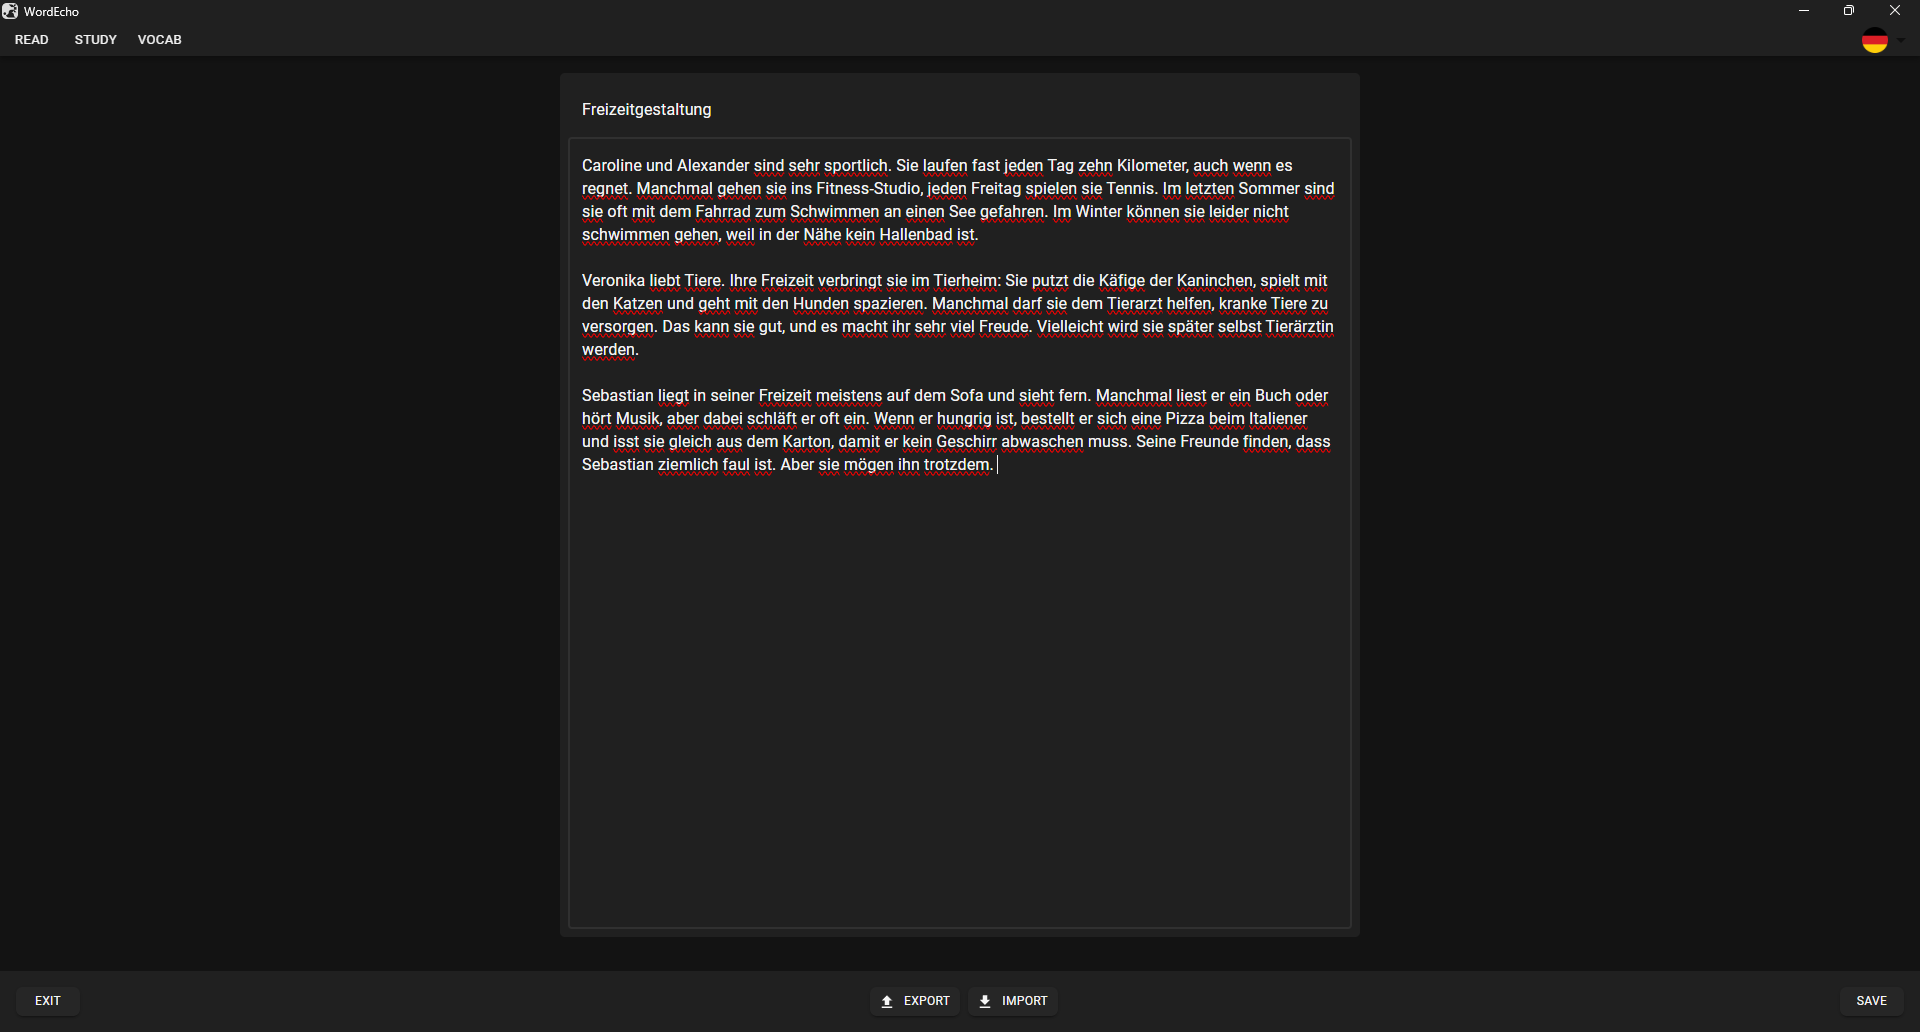 WordEcho
READ STUDY VOCAB
Freizeitgestaltung
Caroline und Alexander sind sehr sportlich. Sie laufen fast jeden Tag zehn Kilometer, auch wenn es
regnet. Manchmal gehen sie ins Fitness-Studio, jeden Freitag spielen sie Tennis. Im letzten Sommer sind
sie oft mit dem Fahrrad zum Schwimmen an einen See gefahren. Im Winter können sie leider nicht
schwimmen gehen, weil in der Nähe kein Hallenbad ist.
Veronika liebt Tiere. Ihre Freizeit verbringt sie im Tierheim: Sie putzt die Käfige der Kaninchen, spielt mit
den Katzen und geht mit den Hunden spazieren. Manchmal darf sie dem Tierarzt helfen, kranke Tiere zu
versorgen. Das kann sie gut, und es macht ihr sehr viel Freude. Vielleicht wird sie später selbst Tierärztin
werden.
Sebastian liegt in seiner Freizeit meistens auf dem Sofa und sieht fern. Manchmal liest er ein Buch oder
hört Musik, aber dabei schläft er oft ein. Wenn er hungrig ist, bestellt er sich eine Pizza beim Italiener
und isst sie gleich aus dem Karton, damit er kein Geschirr abwaschen muss. Seine Freunde finden, dass
Sebastian ziemlich faul ist. Aber sie mögen ihn trotzdem.
EXIT EXPORT IMPORT SAVE